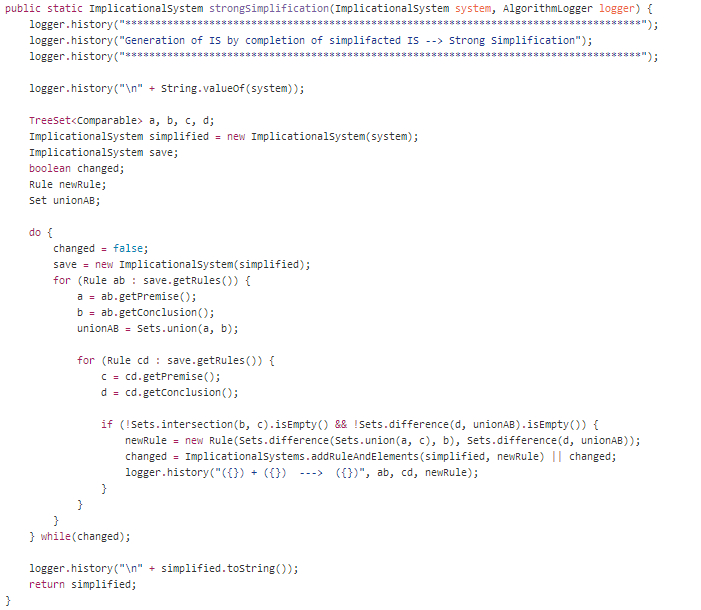 public static ImplicationalSystem strongSimplification(ImplicationalSystem system, AlgorithmLogger logger) {
    logger.history("******************************************************************************");
    logger.history("Generation of IS by completion of simplifacted IS --> Strong Simplification");
    logger.history("******************************************************************************");

    logger.history("\n" + String.valueOf(system));

    TreeSet<Comparable> a, b, c, d;
    ImplicationalSystem simplified = new ImplicationalSystem(system);
    ImplicationalSystem save;
    boolean changed;
    Rule newRule;
    Set unionAB;

    do {
        changed = false;
        save = new ImplicationalSystem(simplified);
        for (Rule ab : save.getRules()) {
            a = ab.getPremise();
            b = ab.getConclusion();
            unionAB = Sets.union(a, b);

            for (Rule cd : save.getRules()) {
                c = cd.getPremise();
                d = cd.getConclusion();

                if (!Sets.intersection(b, c).isEmpty() && !Sets.difference(d, unionAB).isEmpty()) {
                    newRule = new Rule(Sets.difference(Sets.union(a, c), b), Sets.difference(d, unionAB));
                    changed = ImplicationalSystems.addRuleAndElements(simplified, newRule) || changed;
                    logger.history("({}) + ({})  --->  ({})", ab, cd, newRule);
                }
            }
        }
    } while(changed);

    logger.history("\n" + simplified.toString());
    return simplified;
}